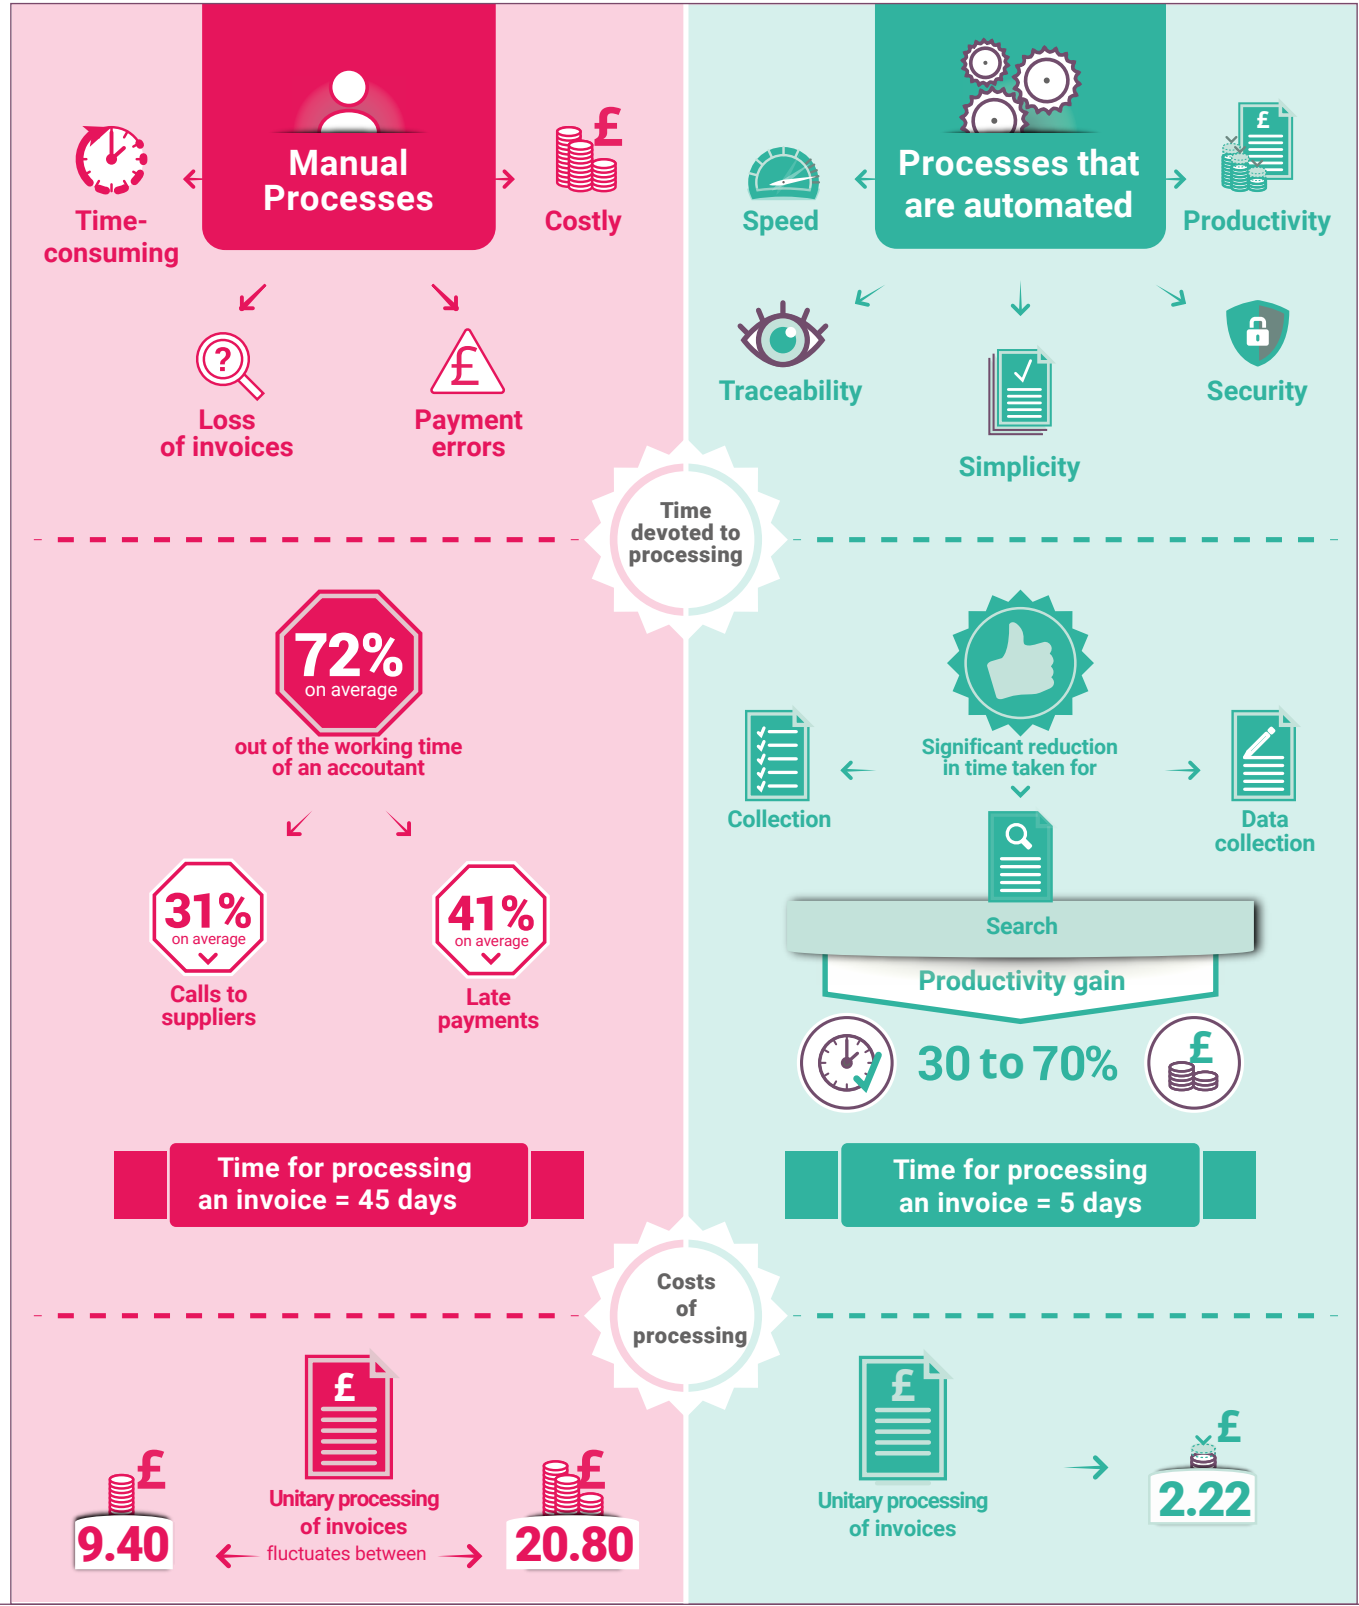 Manual
Processes
Time-
consuming
£
Costly
?
Loss
of invoices
£
Payment
errors
Processes that
are automated
Speed
£
Productivity
Traceability
Simplicity
Security
Time
devoted to
processing
72%
on average
out of the working time
of an accoutant
31%
on average
Calls to
suppliers
41%
on average
Late
payments
Time for processing
an invoice = 45 days
Significant reduction
in time taken for
Collection
Data
collection
Search
Productivity gain
30 to 70%
£
Time for processing
an invoice = 5 days
Costs
of
processing
£
Unitary processing
of invoices
fluctuates between
£
9.40
£
20.80
£
Unitary processing
of invoices
£
2.22